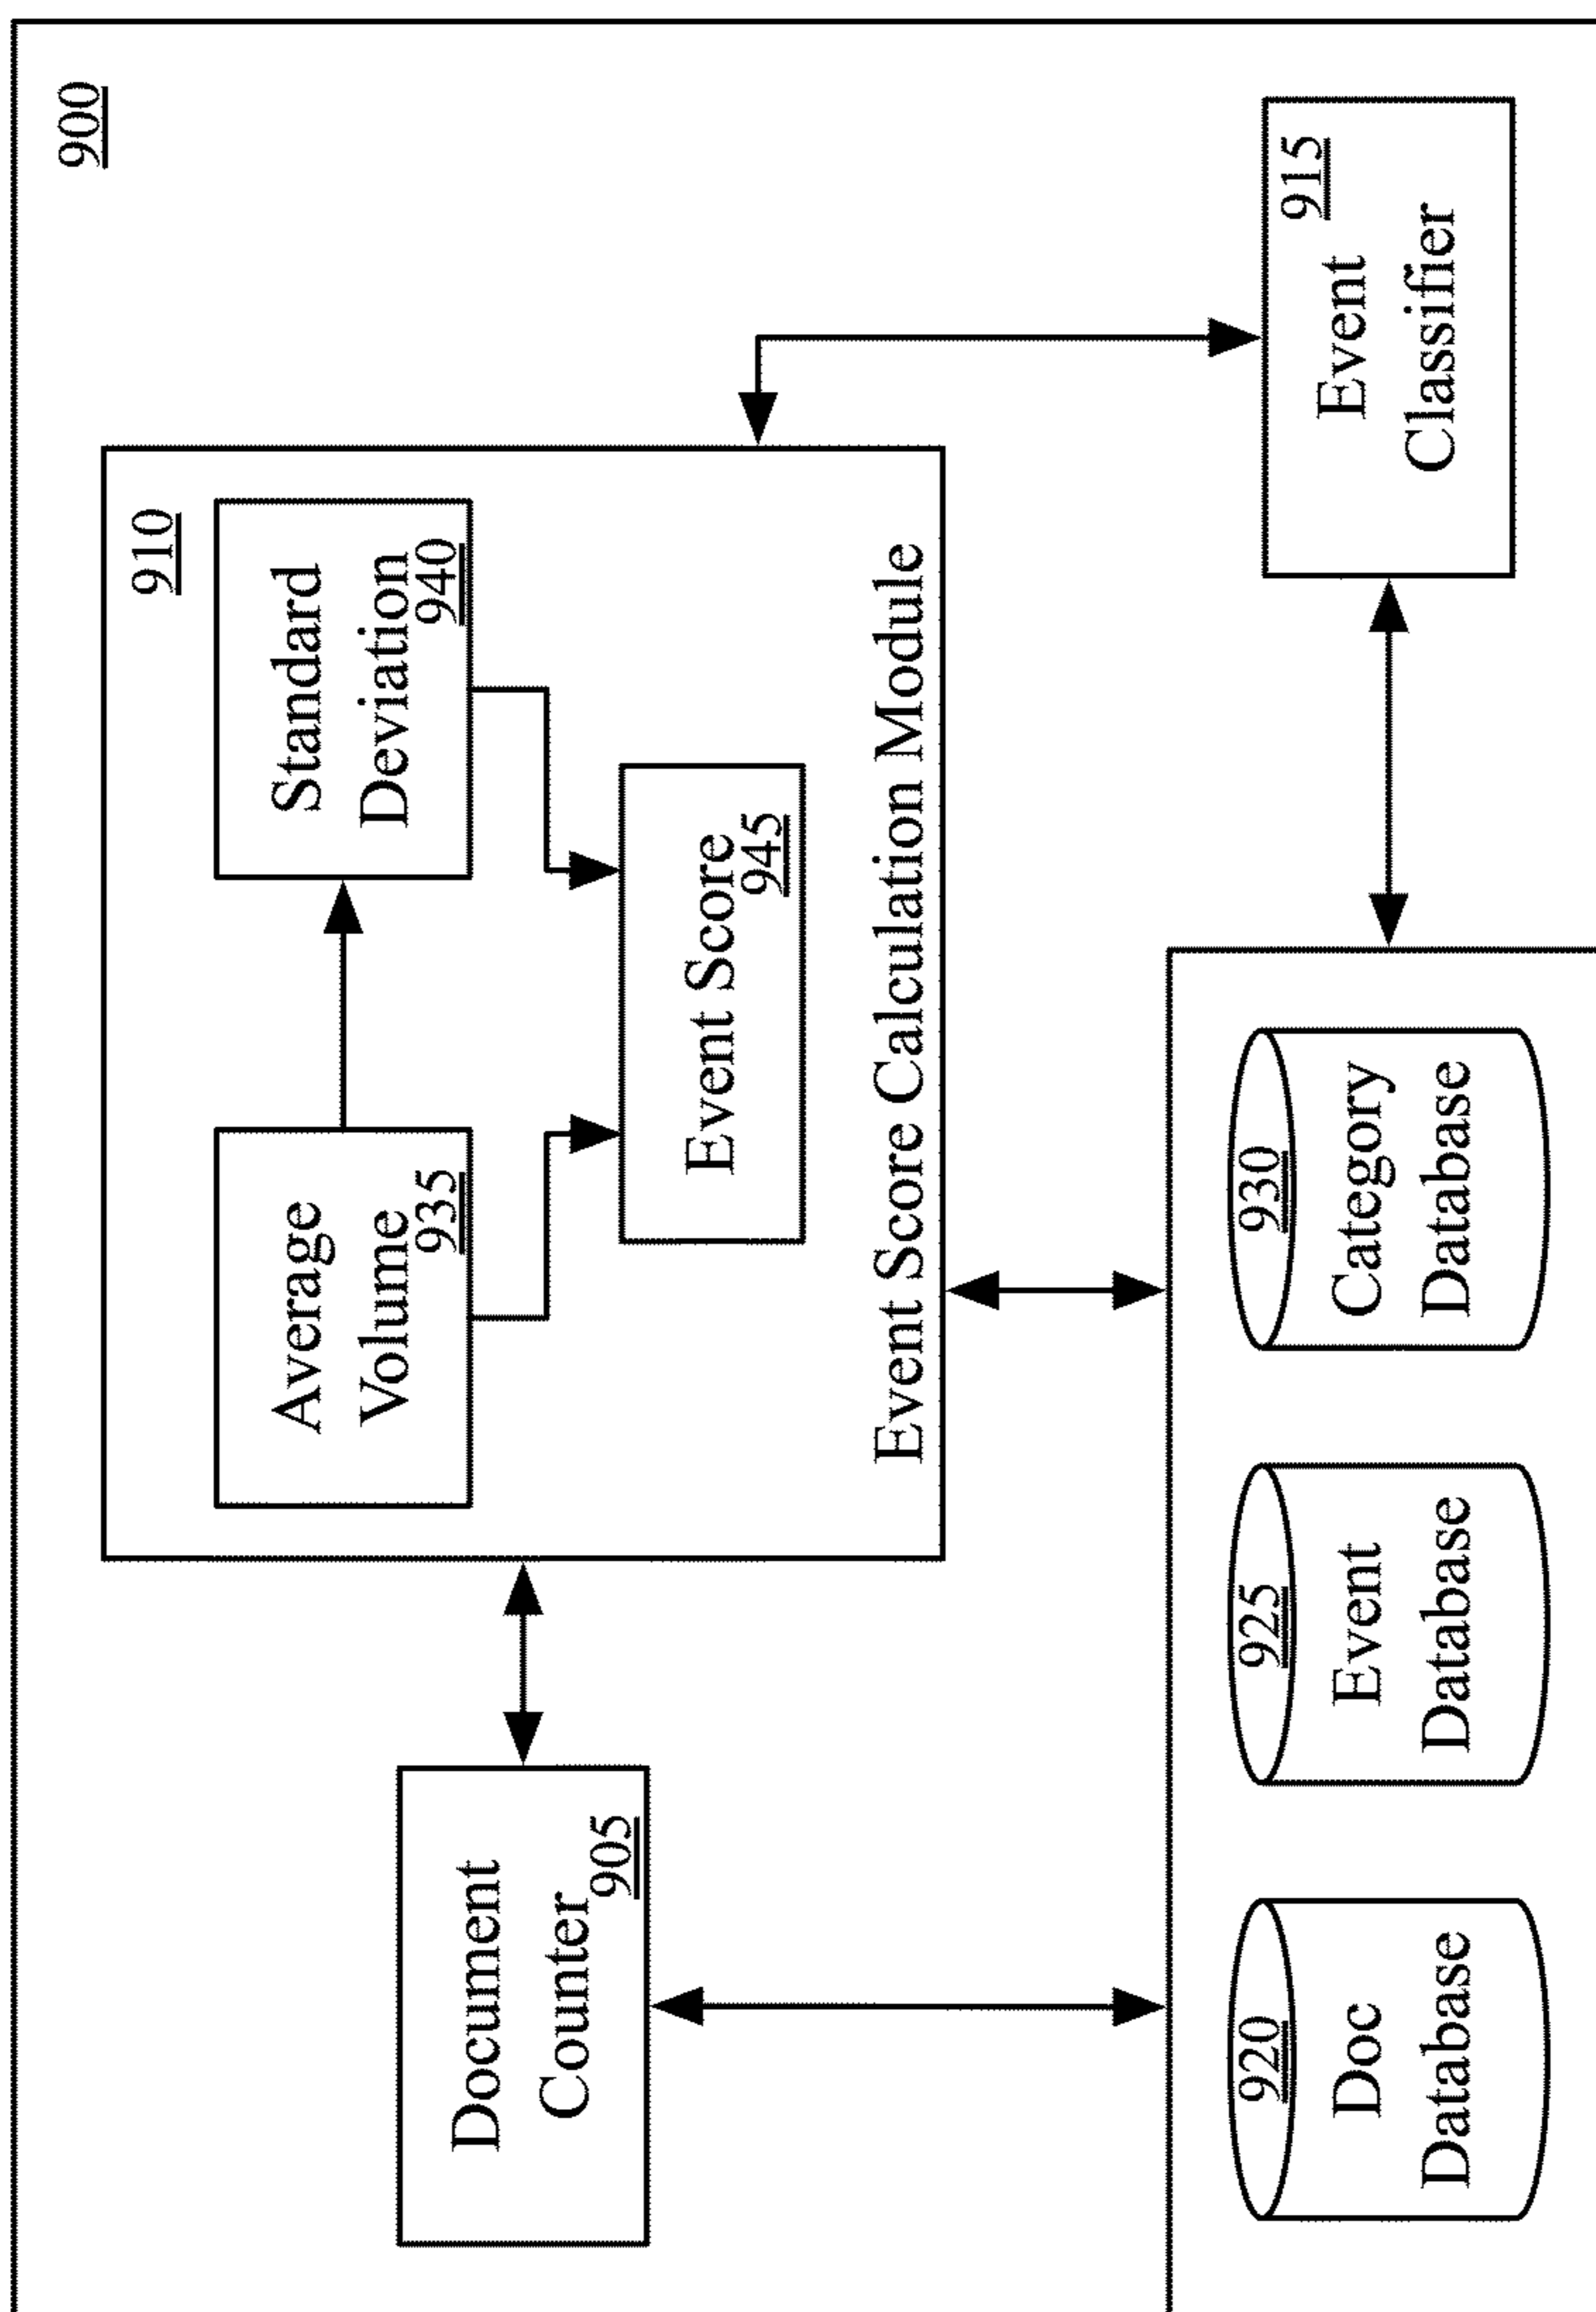 900
910
Average
Volume
935
Standard
Deviation
940
Event Score
945
Event Score Calculation Module
Document
Counter
905
915
Event
Classifier
920
Doc
Database
925
Event
Database
930
Category
Database